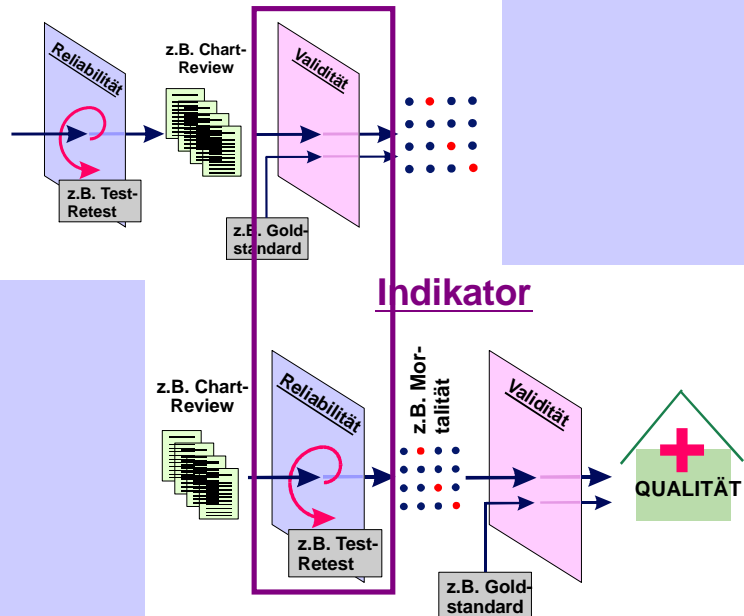 z.B. Chart-
Review
Reliabilität
Validität
z.B. Test-
Retest
z.B. Gold-
standard
Indikator
z.B. Chart-
Review
Reliabilität
z.B. Mor-
talität
Validität
QUALITÄT
z.B. Test-
Retest
z.B. Gold-
standard